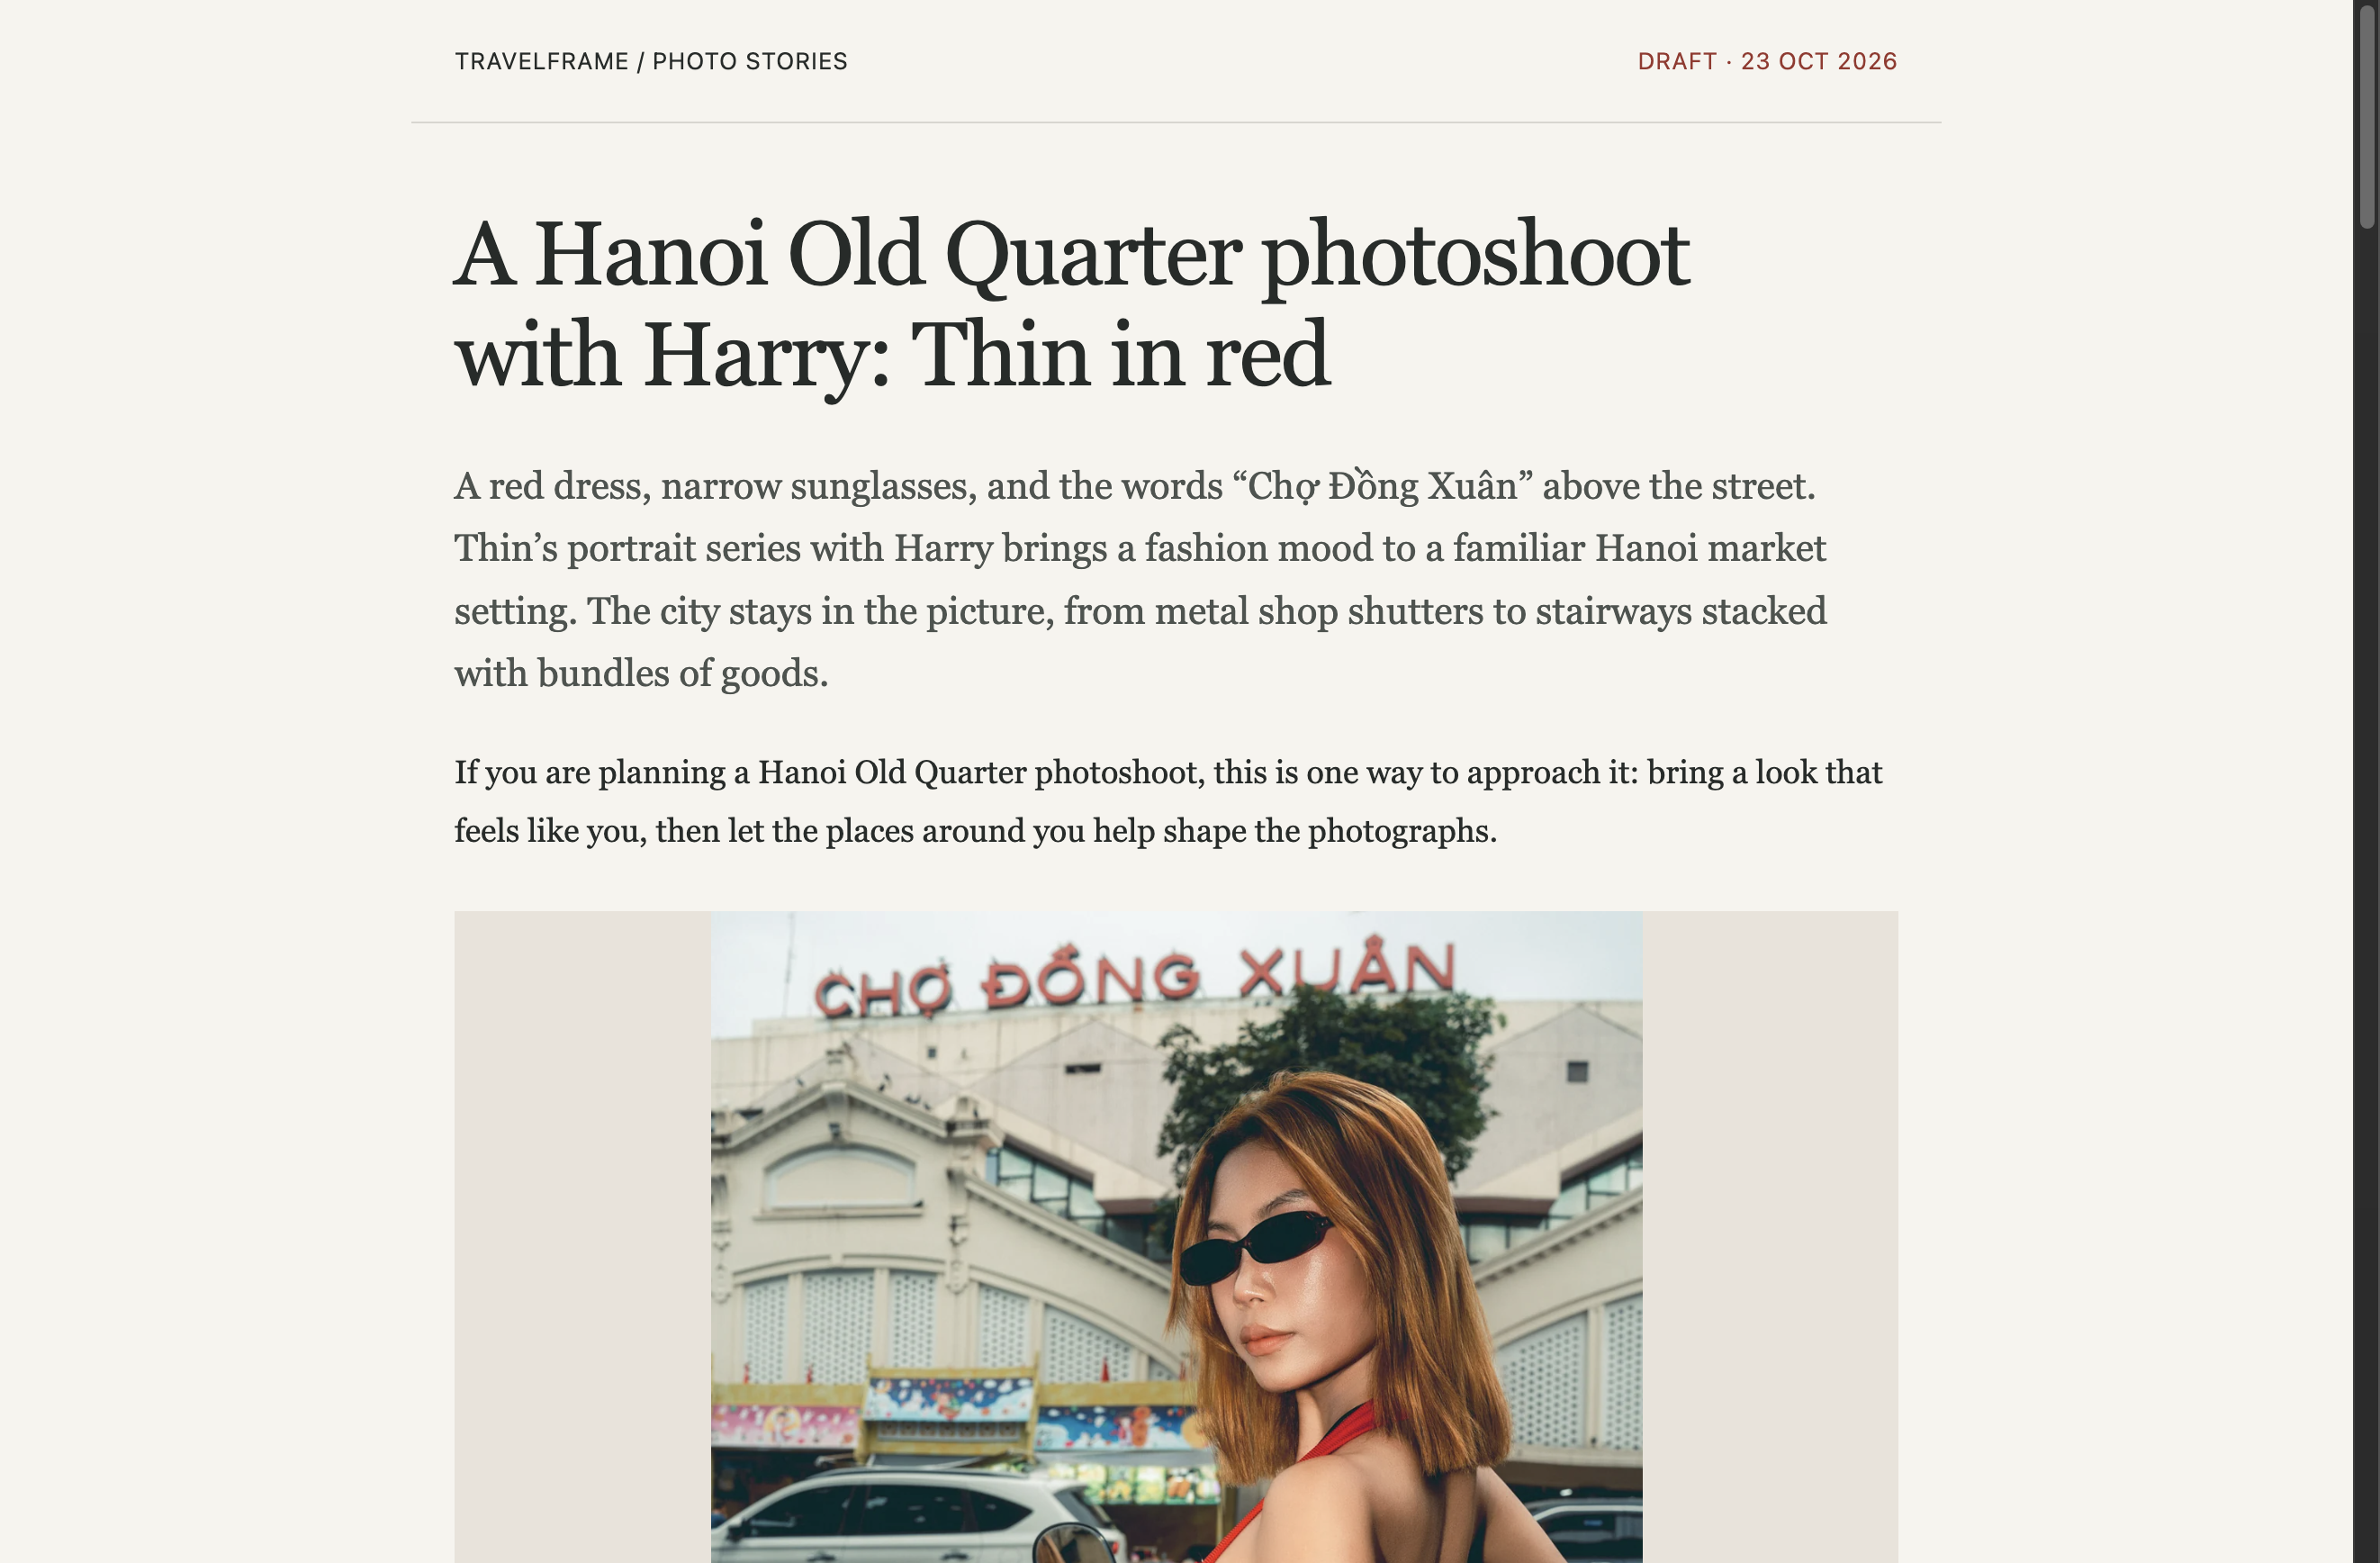 TRAVELFRAME / PHOTO STORIES
DRAFT · 23 OCT 2026
A Hanoi Old Quarter photoshoot
with Harry: Thin in red
A red dress, narrow sunglasses, and the words “Chợ Đồng Xuân” above the street.
Thin’s portrait series with Harry brings a fashion mood to a familiar Hanoi market
setting. The city stays in the picture, from metal shop shutters to stairways stacked
with bundles of goods.
If you are planning a Hanoi Old Quarter photoshoot, this is one way to approach it: bring a look that
feels like you, then let the places around you help shape the photographs.
CHỢ ĐỒNG XUÂN